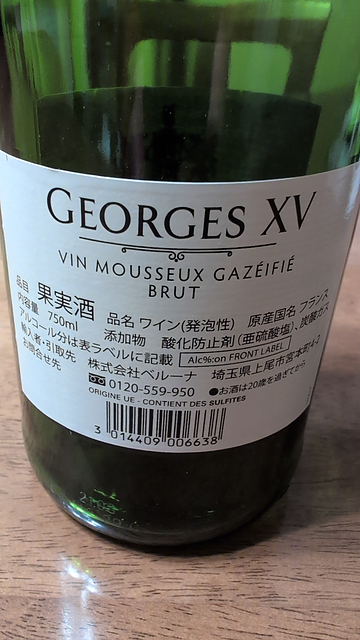 GEORGES XV
VIN MOUSSEUX GAZÉIFIÉ
BRUT
品目 果実酒 品名 ワイン(発泡性) 原産国名 フランス
内容量 750ml 添加物 酸化防止剤(亜硫酸塩)、炭酸ガス
アルコール分は表ラベルに記載 Alc%:on FRONT LABEL
輸入者・引取先 株式会社ベルーナ 埼玉県上尾市宮本町4-2
お問合せ先 0120-559-950 ●お酒は20歳を過ぎてから
ORIGINE UE - CONTIENT DES SULFITES
3 014409 006638